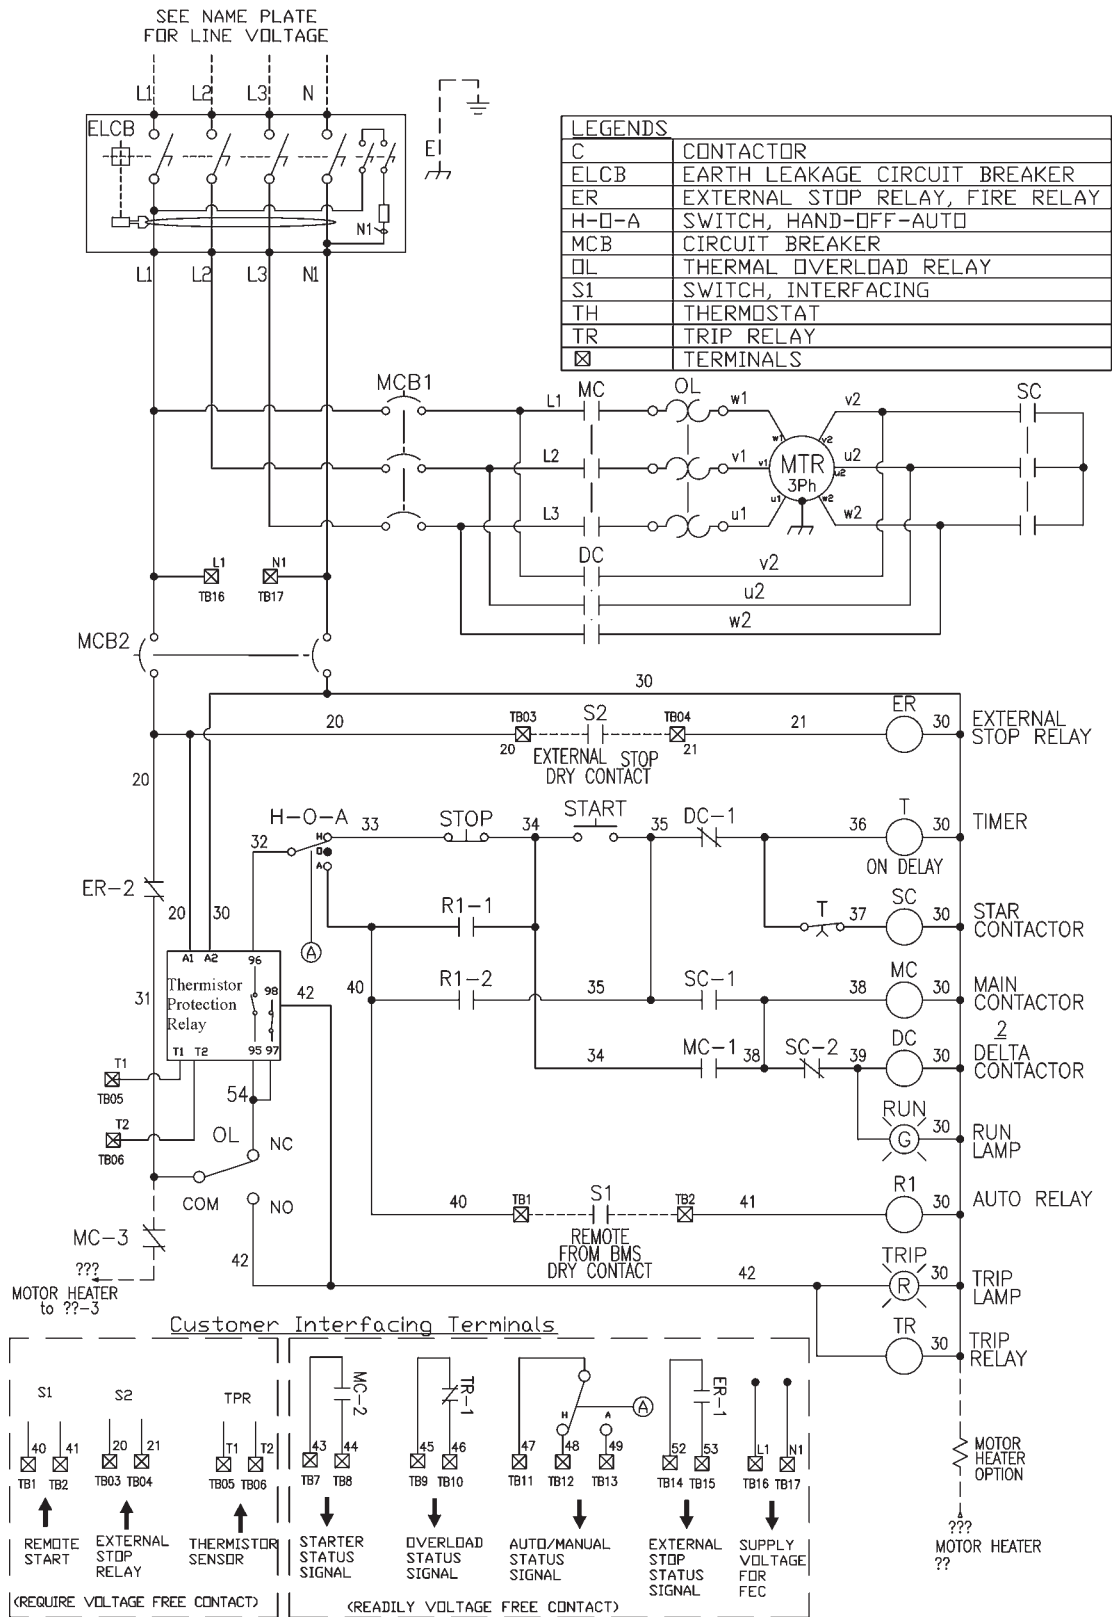 SEE NAME PLATE
FOR LINE VOLTAGE
L1 L2 L3 N
ELCB
E
N1
L1 L2 L3 N1
LEGENDS
C CONTACTOR
ELCB EARTH LEAKAGE CIRCUIT BREAKER
ER EXTERNAL STOP RELAY, FIRE RELAY
H-O-A SWITCH, HAND-OFF-AUTO
MCB CIRCUIT BREAKER
OL THERMAL OVERLOAD RELAY
S1 SWITCH, INTERFACING
TH THERMOSTAT
TR TRIP RELAY
TERMINALS
MCB1 MC OL SC
L1 w1 v2
w1 v2
L2 v1 v1 MTR u2 u2
3Ph
L3 u1 u1 w2 w2
DC v2
u2
w2
L1 N1
TB16 TB17
MCB2
30
20 TB03 S2 TB04 21 ER 30 EXTERNAL
STOP RELAY
20 21
EXTERNAL STOP
DRY CONTACT
20
H-O-A 33 STOP 34 START 35 DC-1 36 T 30 TIMER
32 H
O
A
ON DELAY
ER-2
20 30
A
R1-1 T 37 SC 30 STAR
CONTACTOR
A1 A2 96
Thermistor
Protection
Relay
98
42
31
40 R1-2 35 SC-1 38 MC 30 MAIN
CONTACTOR
T1 T2 95 97
34 MC-1 38 SC-2 39 DC 30 2
DELTA
CONTACTOR
T1
TB05
54
T2
TB06
OL NC
RUN
G 30 RUN
LAMP
COM NO
40 TB1 S1 TB2 41 R1 30 AUTO RELAY
REMOTE
FROM BMS
DRY CONTACT
MC-3
42 42
TRIP
R 30 TRIP
LAMP
???
MOTOR HEATER
to ??-3
TR 30 TRIP
RELAY
Customer Interfacing Terminals
S1 S2 TPR MC-2 TR-1 H A A ER-1
40 41 20 21 T1 T2 43 44 45 46 47 48 49 52 53 L1 N1
TB1 TB2 TB03 TB04 TB05 TB06 TB7 TB8 TB9 TB10 TB11 TB12 TB13 TB14 TB15 TB16 TB17
REMOTE
START
EXTERNAL
STOP
RELAY
THERMISTOR
SENSOR
STARTER
STATUS
SIGNAL
OVERLOAD
STATUS
SIGNAL
AUTO/MANUAL
STATUS
SIGNAL
EXTERNAL
STOP
STATUS
SIGNAL
SUPPLY
VOLTAGE
FOR
FEC
(REQUIRE VOLTAGE FREE CONTACT)
(READILY VOLTAGE FREE CONTACT)
MOTOR
HEATER
OPTION
???
MOTOR HEATER
??